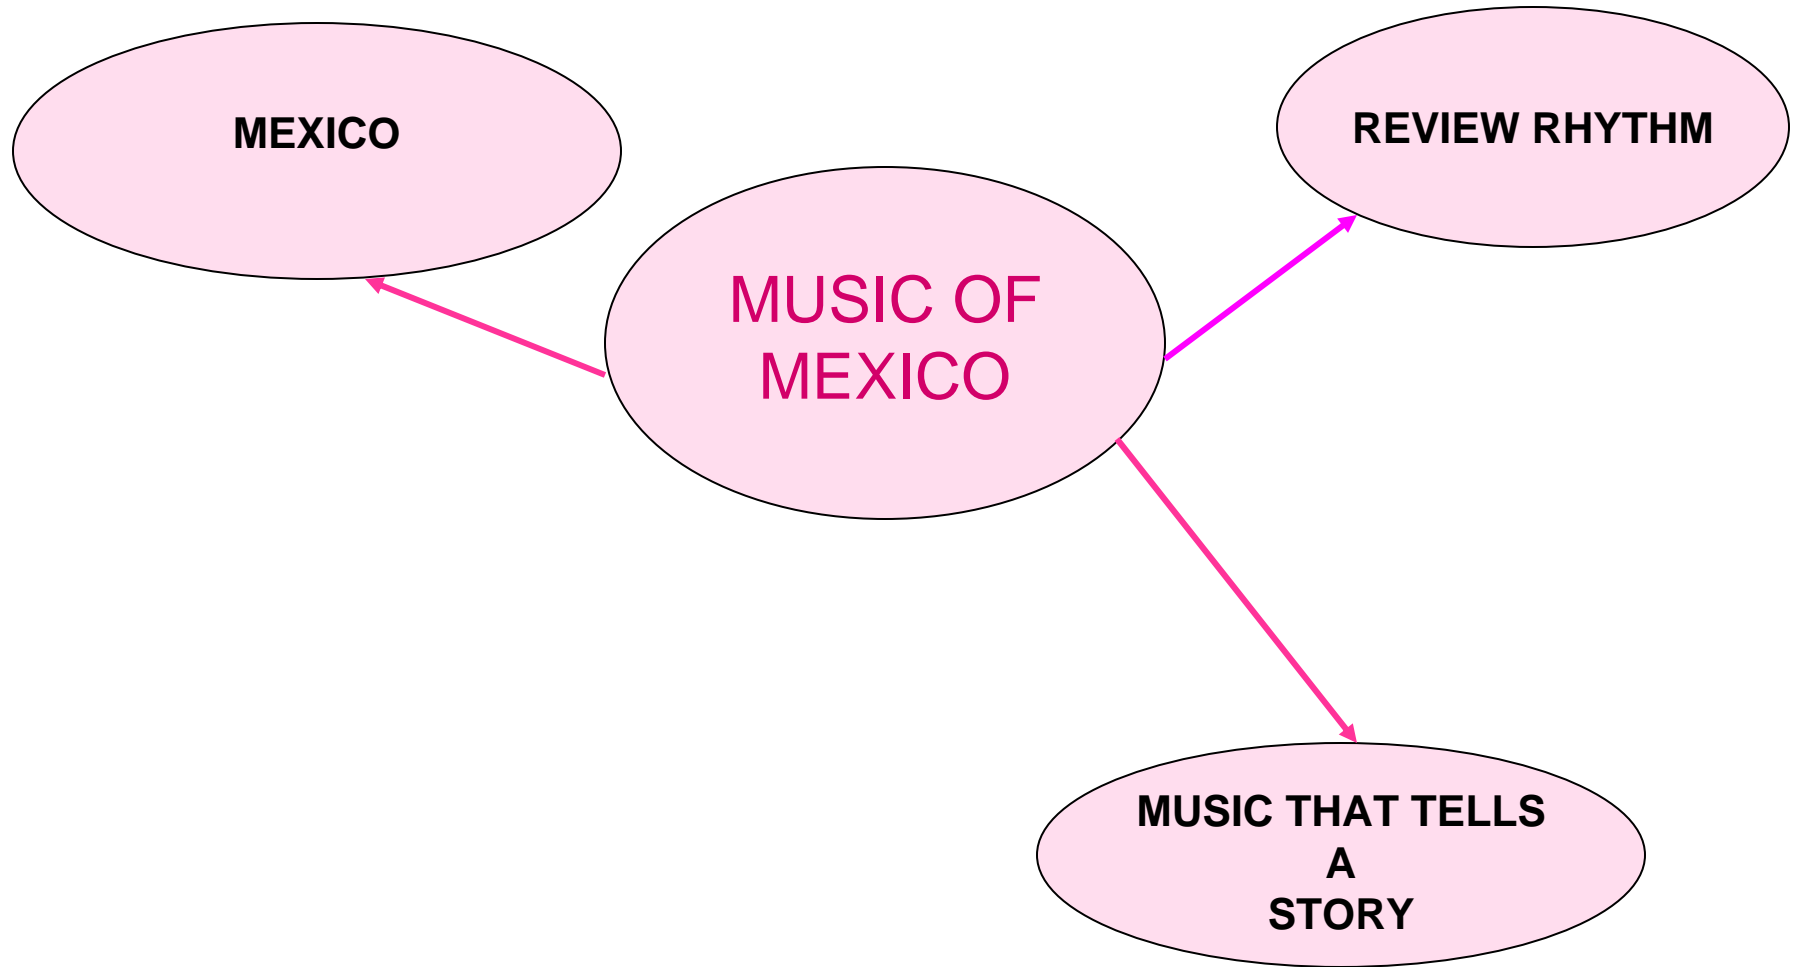 MEXICO
REVIEW RHYTHM
MUSIC OF
MEXICO
MUSIC THAT TELLS
A
STORY